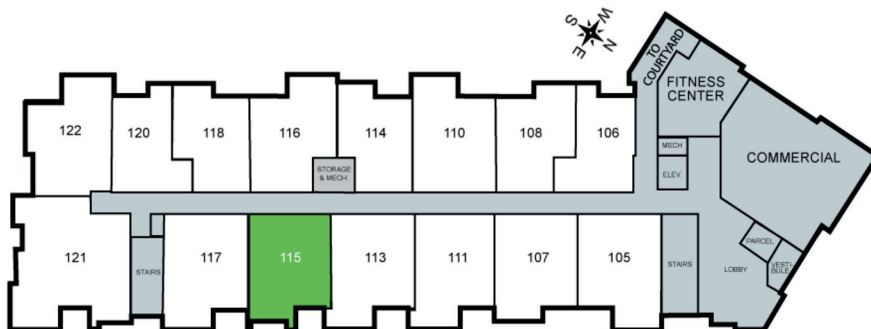 W
S
N
E
TO
COURTYARD
FITNESS
CENTER
122
120
118
116
114
110
108
106
MECH
COMMERCIAL
STORAGE
& MECH
ELEV.
121
117
115
113
111
107
105
PARCEL
STAIRS
STAIRS
LOBBY
VESTI-
BULE